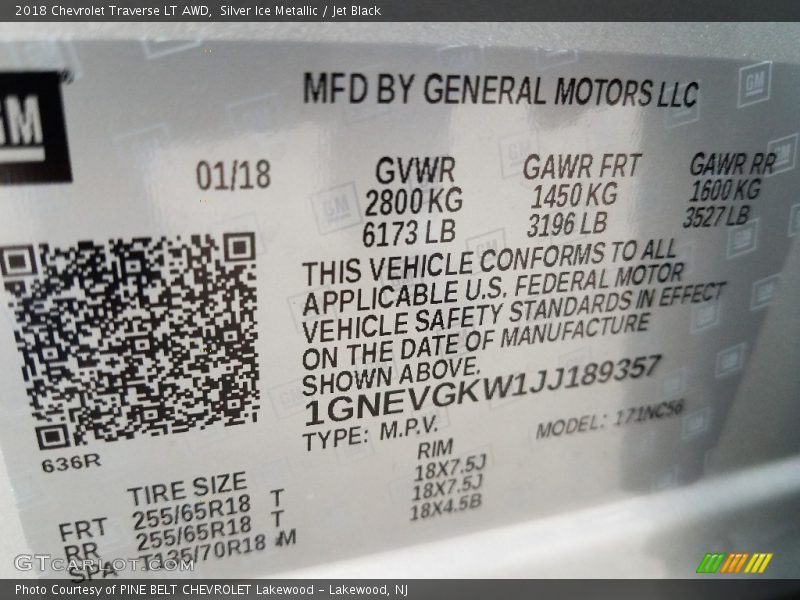 2018 Chevrolet Traverse LT AWD,  Silver Ice Metallic / Jet Black
GM
MFD BY GENERAL MOTORS LLC
01/18
GVWR GAWR FRT GAWR RR
2800 KG 1450 KG 1600 KG
6173 LB 3196 LB 3527 LB
THIS VEHICLE CONFORMS TO ALL
APPLICABLE U.S. FEDERAL MOTOR
VEHICLE SAFETY STANDARDS IN EFFECT
ON THE DATE OF MANUFACTURE
SHOWN ABOVE.
1GNEVGKW1JJ189357
TYPE: M.P.V. MODEL: 171NC56
636R
TIRE SIZE RIM
FRT 255/65R18 T 18X7.5J
RR 255/65R18 T 18X7.5J
SPA T135/70R18 M 18X4.5B
GTcarlot.com
Photo Courtesy of PINE BELT CHEVROLET Lakewood - Lakewood, NJ